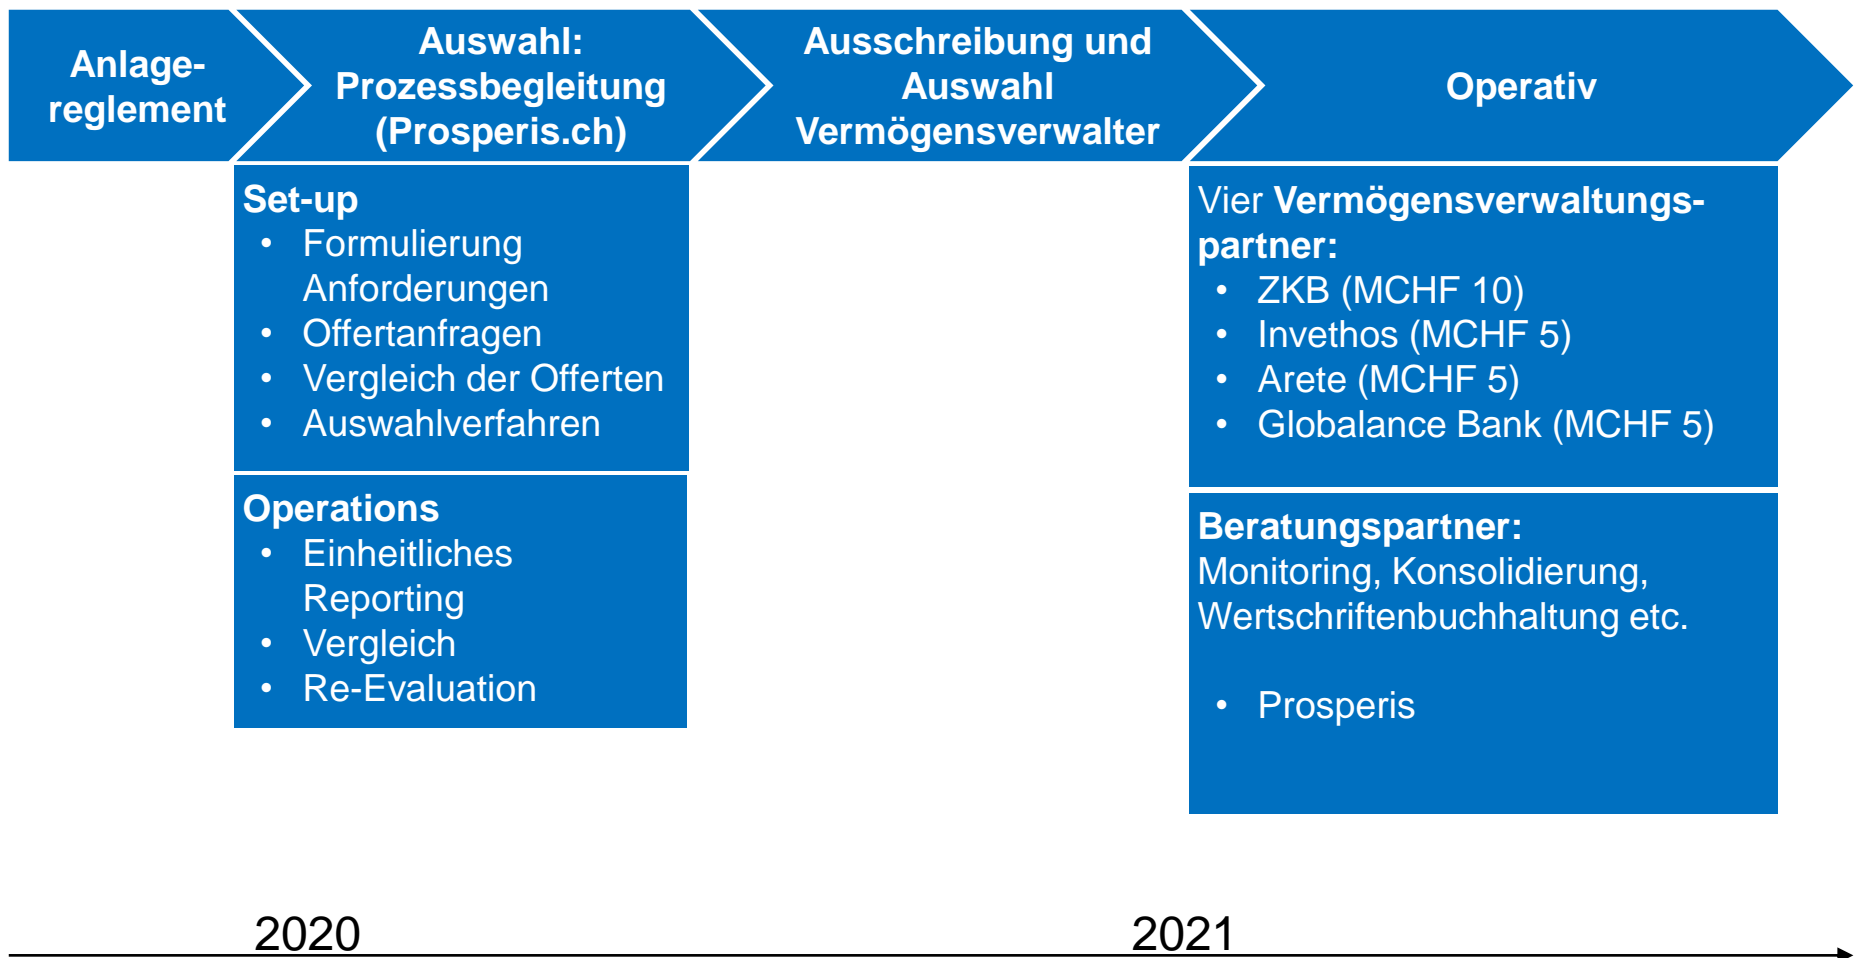 Anlage-
reglement
Auswahl:
Prozessbegleitung
(Prosperis.ch)
Ausschreibung und
Auswahl
Vermögensverwalter
Operativ
Set-up
• Formulierung
Anforderungen
• Offertanfragen
• Vergleich der Offerten
• Auswahlverfahren
Operations
• Einheitliches
Reporting
• Vergleich
• Re-Evaluation
Vier Vermögensverwaltungs-
partner:
• ZKB (MCHF 10)
• Invethos (MCHF 5)
• Arete (MCHF 5)
• Globalance Bank (MCHF 5)
Beratungspartner:
Monitoring, Konsolidierung,
Wertschriftenbuchhaltung etc.
• Prosperis
2020
2021